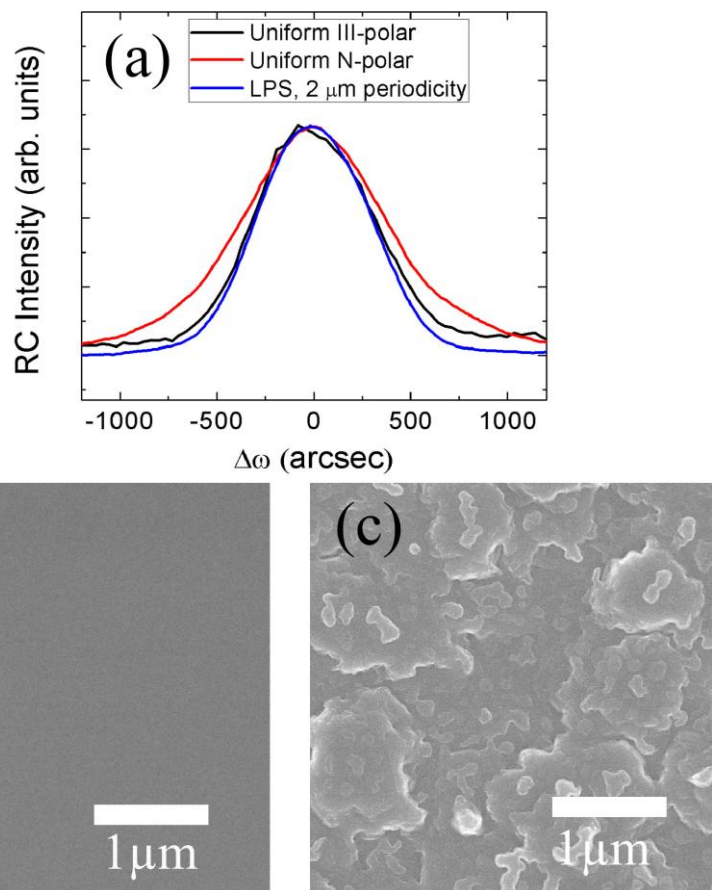 (a)
Uniform III-polar
Uniform N-polar
LPS, 2 μm periodicity
RC Intensity (arb. units)
-1000 -500 0 500 1000
Δω (arcsec)
(c)
1μm
1μm